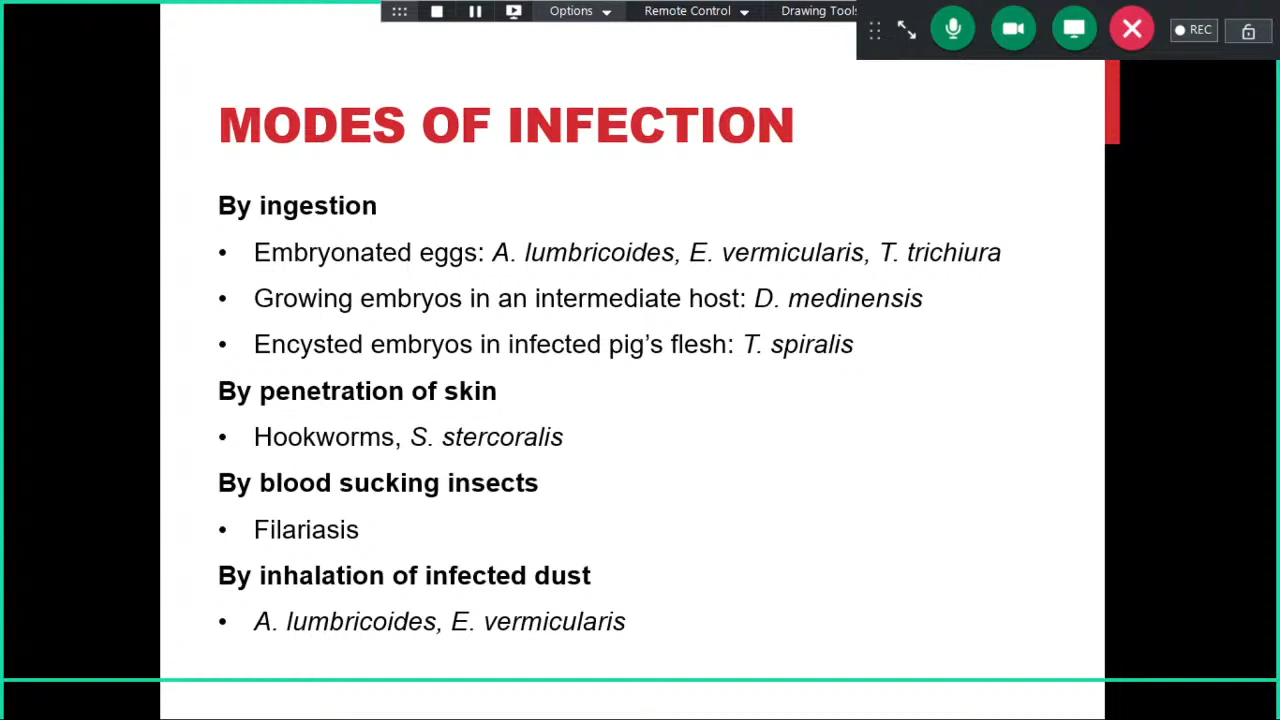 Options
Remote Control
Drawing Tools
REC
MODES OF INFECTION
By ingestion
• Embryonated eggs: A. lumbricoides, E. vermicularis, T. trichiura
• Growing embryos in an intermediate host: D. medinensis
• Encysted embryos in infected pig’s flesh: T. spiralis
By penetration of skin
• Hookworms, S. stercoralis
By blood sucking insects
• Filariasis
By inhalation of infected dust
• A. lumbricoides, E. vermicularis